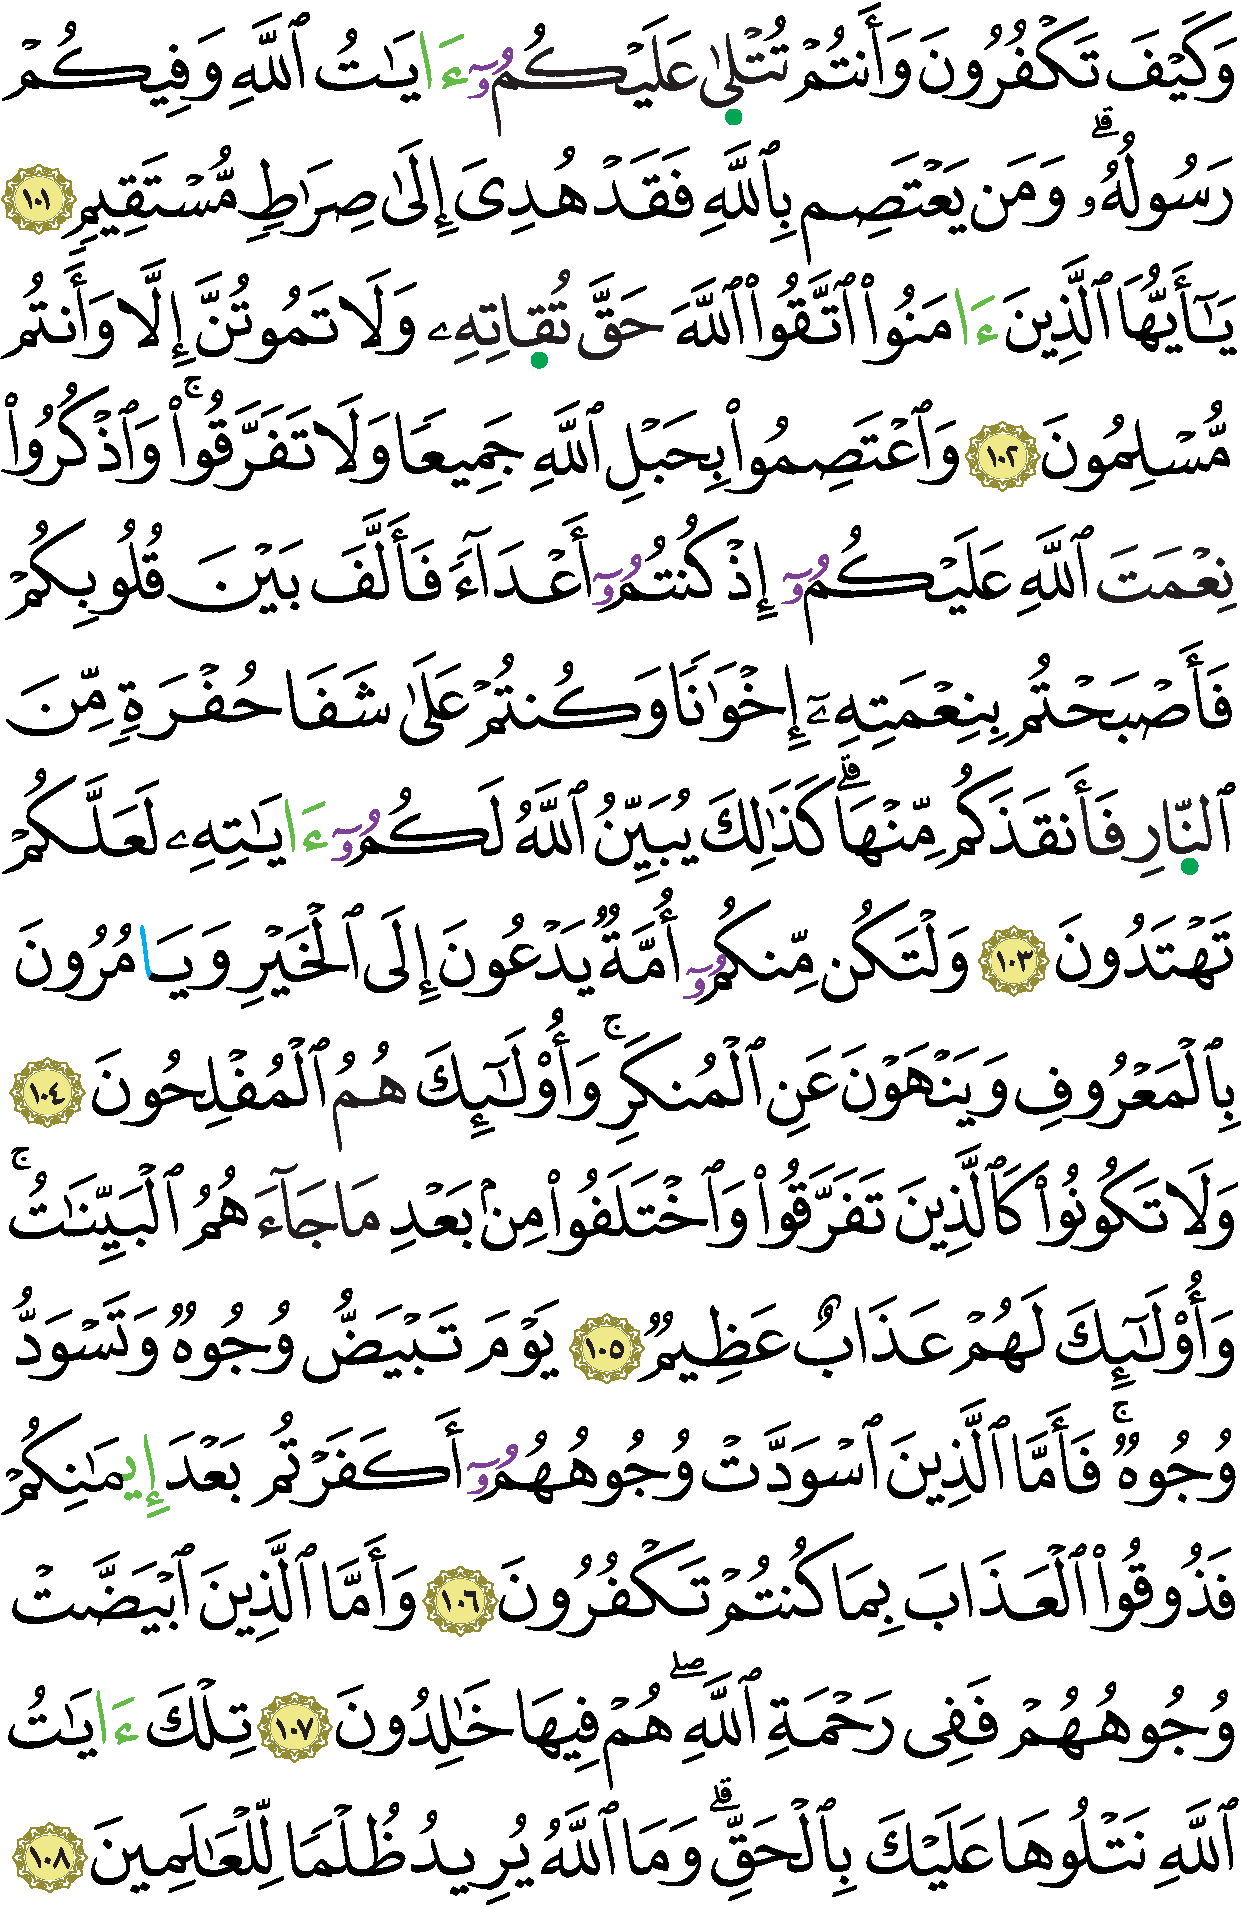 وَكَيْفَ تَكْفُرُونَ وَأَنتُمْ تُتْلَىٰ عَلَيْكُمُۥٓ ءَايَـٰتُ ٱللَّهِ وَفِيكُمْ
رَسُولُهُۥ ۗ وَمَن يَعْتَصِم بِٱللَّهِ فَقَدْ هُدِىَ إِلَىٰ صِرَٰطٍ مُّسْتَقِيمٍ ١٠١
يَـٰٓأَيُّهَا ٱلَّذِينَ ءَامَنُوا۟ ٱتَّقُوا۟ ٱللَّهَ حَقَّ تُقَاتِهِۦ وَلَا تَمُوتُنَّ إِلَّا وَأَنتُم
مُّسْلِمُونَ ١٠٢ وَٱعْتَصِمُوا۟ بِحَبْلِ ٱللَّهِ جَمِيعًا وَلَا تَفَرَّقُوا۟ ۚ وَٱذْكُرُوا۟
نِعْمَتَ ٱللَّهِ عَلَيْكُمُۥٓ إِذْ كُنتُمُۥٓ أَعْدَآءً فَأَلَّفَ بَيْنَ قُلُوبِكُمْ
فَأَصْبَحْتُم بِنِعْمَتِهِۦٓ إِخْوَٰنًا وَكُنتُمْ عَلَىٰ شَفَا حُفْرَةٍ مِّنَ
ٱلنَّارِ فَأَنقَذَكُم مِّنْهَا ۗ كَذَٰلِكَ يُبَيِّنُ ٱللَّهُ لَكُمُۥٓ ءَايَـٰتِهِۦ لَعَلَّكُمْ
تَهْتَدُونَ ١٠٣ وَلْتَكُن مِّنكُمُۥٓ أُمَّةٌ يَدْعُونَ إِلَى ٱلْخَيْرِ وَيَامُرُونَ
بِٱلْمَعْرُوفِ وَيَنْهَوْنَ عَنِ ٱلْمُنكَرِ ۚ وَأُو۟لَـٰٓئِكَ هُمُ ٱلْمُفْلِحُونَ ١٠٤
وَلَا تَكُونُوا۟ كَٱلَّذِينَ تَفَرَّقُوا۟ وَٱخْتَلَفُوا۟ مِنۢ بَعْدِ مَا جَآءَهُمُ ٱلْبَيِّنَـٰتُ ۚ
وَأُو۟لَـٰٓئِكَ لَهُمْ عَذَابٌ عَظِيمٌ ١٠٥ يَوْمَ تَبْيَضُّ وُجُوهٌ وَتَسْوَدُّ
وُجُوهٌ ۚ فَأَمَّا ٱلَّذِينَ ٱسْوَدَّتْ وُجُوهُهُمُۥٓ أَكَفَرْتُم بَعْدَ إِيمَـٰنِكُمْ
فَذُوقُوا۟ ٱلْعَذَابَ بِمَا كُنتُمْ تَكْفُرُونَ ١٠٦ وَأَمَّا ٱلَّذِينَ ٱبْيَضَّتْ
وُجُوهُهُمْ فَفِى رَحْمَةِ ٱللَّهِ ۖ هُمْ فِيهَا خَـٰلِدُونَ ١٠٧ تِلْكَ ءَايَـٰتُ
ٱللَّهِ نَتْلُوهَا عَلَيْكَ بِٱلْحَقِّ ۗ وَمَا ٱللَّهُ يُرِيدُ ظُلْمًا لِّلْعَـٰلَمِينَ ١٠٨